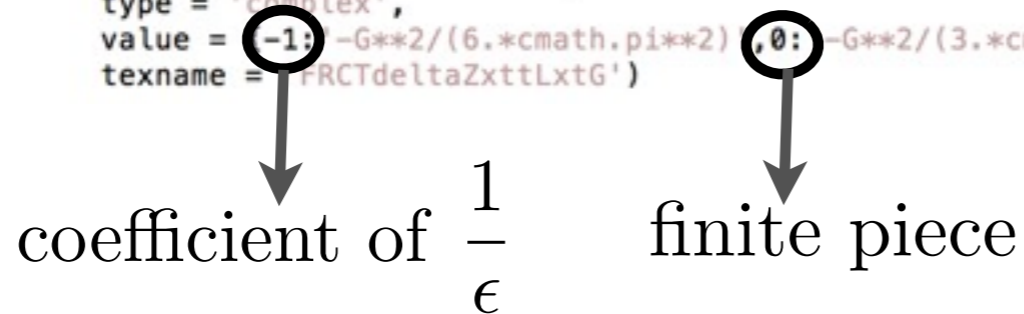 type = 'complex',
value = {-1:'-G**2/(6.*cmath.pi**2)',0:'-G**2/(3.*c
texname = 'FRCTdeltaZxttLxtG')
coefficient of 1/ϵ finite piece